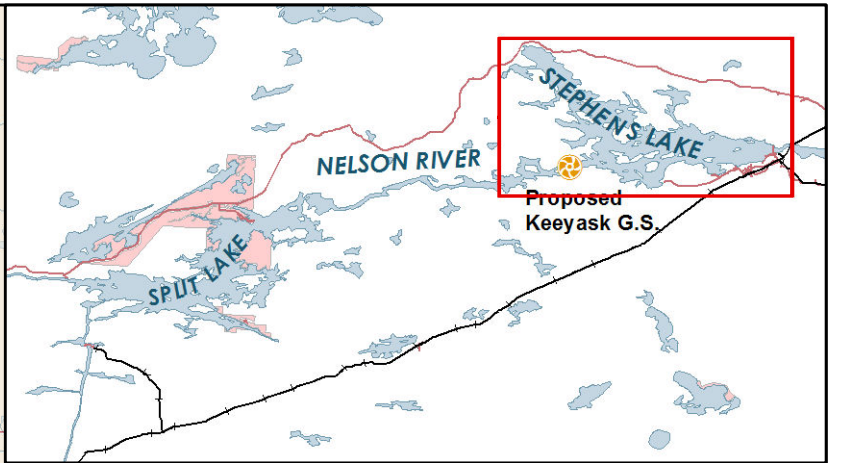 STEPHENS LAKE
NELSON RIVER
Proposed
Keeyask G.S.
SPLIT LAKE